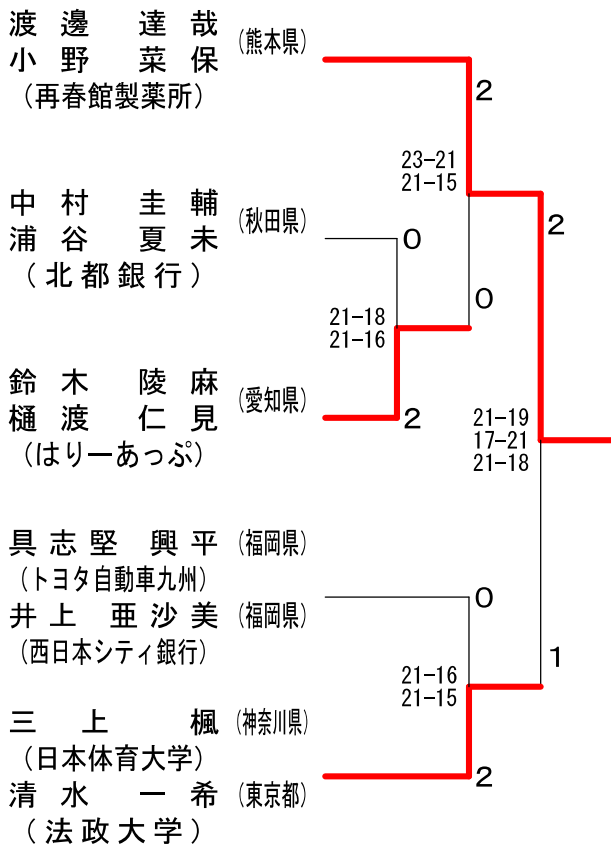 渡邊 達哉
小野 菜保
(熊本県)
(再春館製薬所)
2
23-21
21-15
中村 圭輔
浦谷 夏未
(秋田県)
(北都銀行)
0
2
0
21-18
21-16
鈴木 陵麻
樋渡 仁見
(愛知県)
(はりーあっぷ)
2
21-19
17-21
21-18
具志堅 興平 (福岡県)
(トヨタ自動車九州)
井上 亜沙美 (福岡県)
(西日本シティ銀行)
0
1
21-16
21-15
三上 楓 (神奈川県)
(日本体育大学)
清水 一希 (東京都)
(法政大学)
2